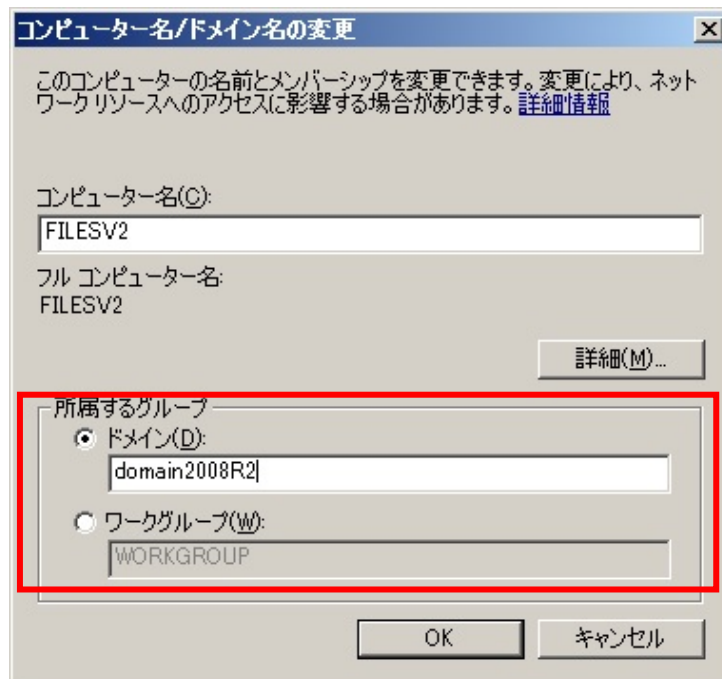 コンピューター名/ドメイン名の変更
このコンピューターの名前とメンバーシップを変更できます。変更により、ネット
ワーク リソースへのアクセスに影響する場合があります。詳細情報
コンピューター名(C):
FILESV2
フル コンピューター名:
FILESV2
詳細(M)...
所属するグループ
ドメイン(D):
domain2008R2
ワークグループ(W):
WORKGROUP
OK
キャンセル